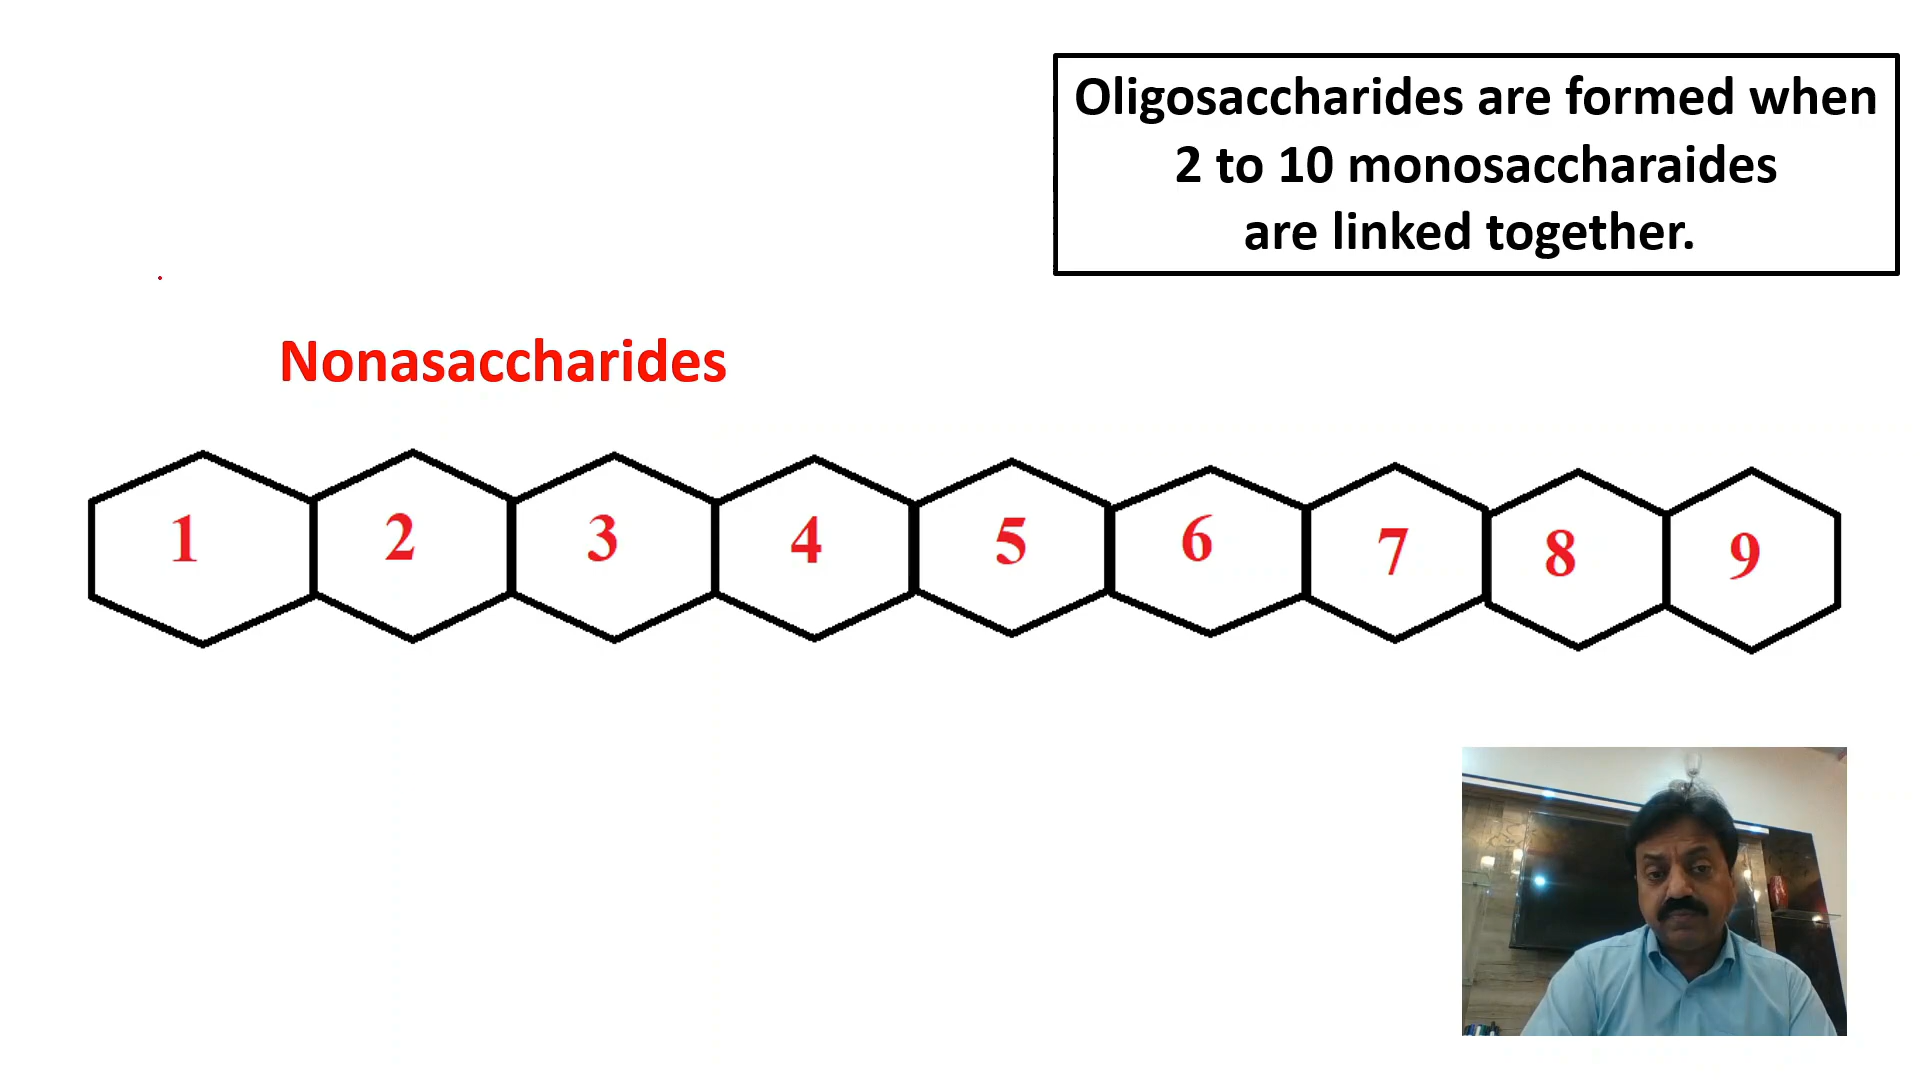 Oligosaccharides are formed when
2 to 10 monosaccharaides
are linked together.
Nonasaccharides
1 2 3 4 5 6 7 8 9